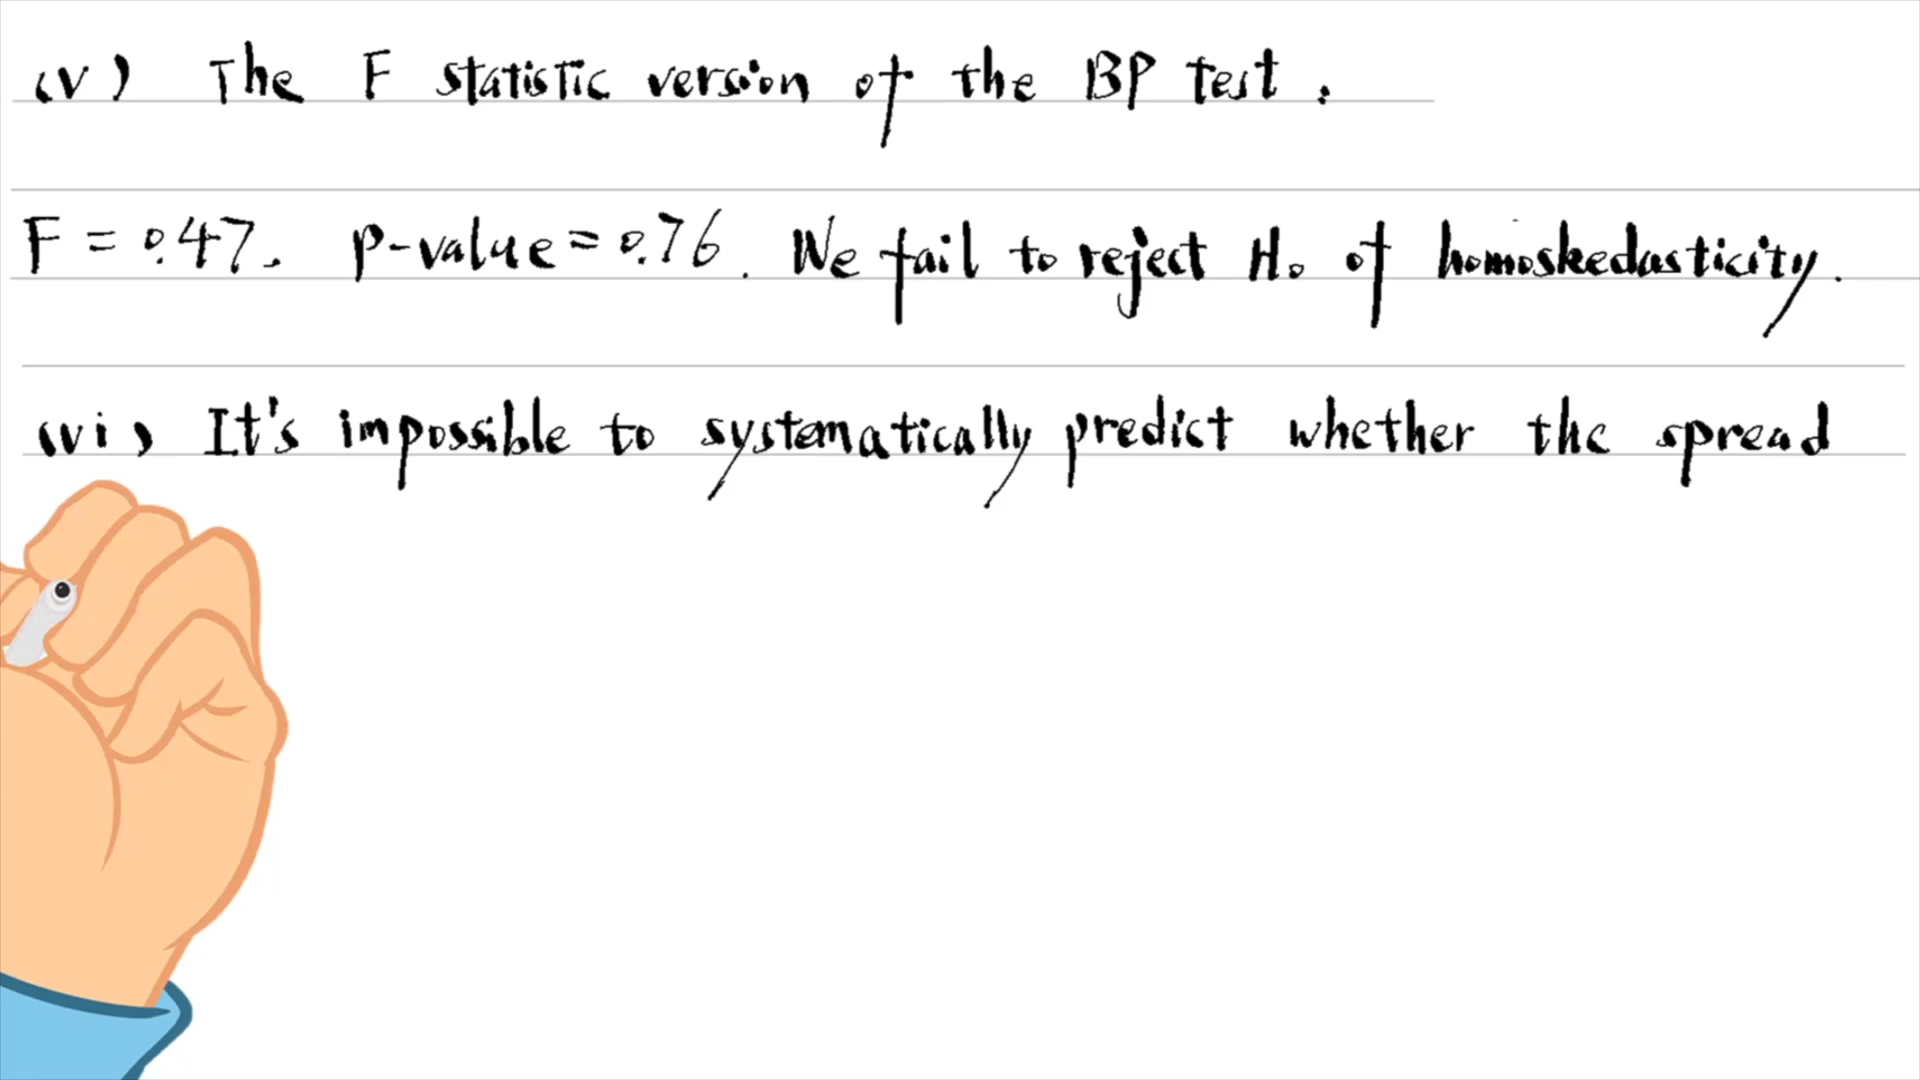 (v) The F statistic version of the BP test :
F = 0.47. p-value = 0.76. We fail to reject H₀ of homoskedasticity.
(vi) It's impossible to systematically predict whether the spread